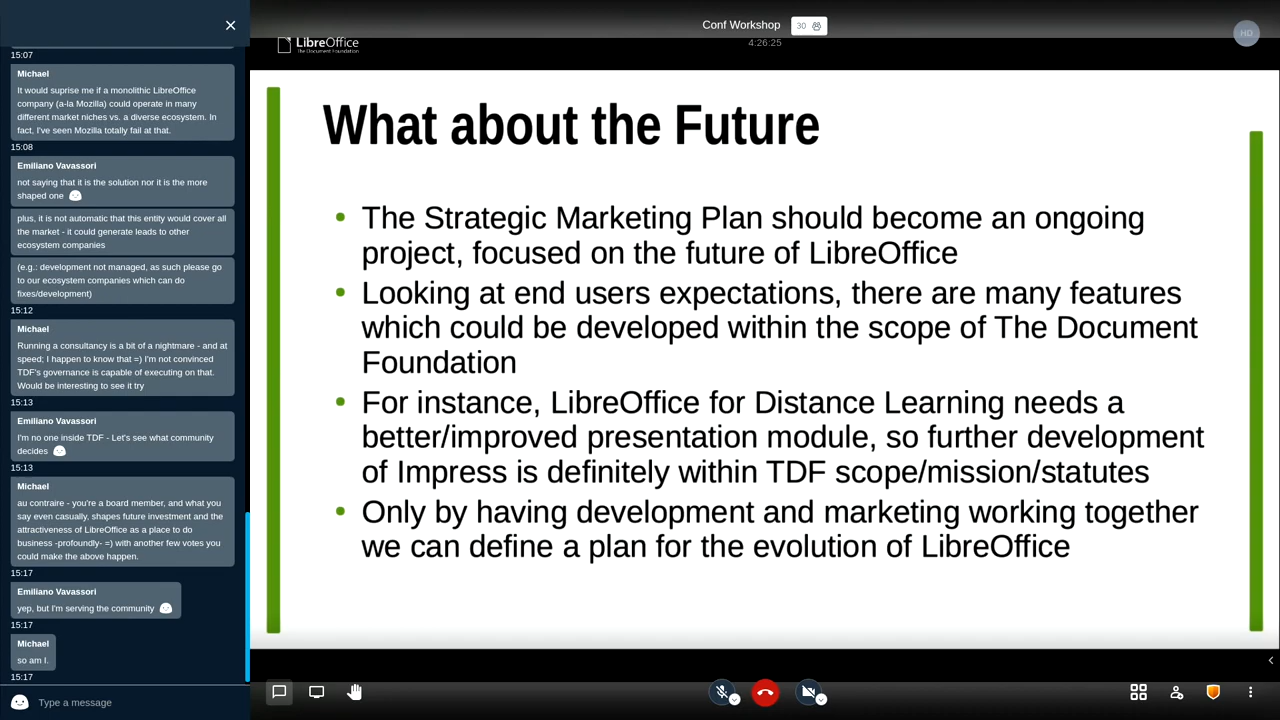 15:07
Michael
It would suprise me if a monolithic LibreOffice
company (a-la Mozilla) could operate in many
different market niches vs. a diverse ecosystem. In
fact, I've seen Mozilla totally fail at that.
15:08
Emiliano Vavassori
not saying that it is the solution nor it is the more
shaped one
plus, it is not automatic that this entity would cover all
the market - it could generate leads to other
ecosystem companies
(e.g.: development not managed, as such please go
to our ecosystem companies which can do
fixes/development)
15:12
Michael
Running a consultancy is a bit of a nightmare - and at
speed; I happen to know that =) I'm not convinced
TDF's governance is capable of executing on that.
Would be interesting to see it try
15:13
Emiliano Vavassori
I'm no one inside TDF - Let's see what community
decides
15:13
Michael
au contraire - you're a board member, and what you
say even casually, shapes future investment and the
attractiveness of LibreOffice as a place to do
business -profoundly- =) with another few votes you
could make the above happen.
15:17
Emiliano Vavassori
yep, but I'm serving the community
15:17
Michael
so am I.
15:17
Type a message
Conf Workshop 30
4:26:25
HD
LibreOffice
The Document Foundation
What about the Future
• The Strategic Marketing Plan should become an ongoing
project, focused on the future of LibreOffice
• Looking at end users expectations, there are many features
which could be developed within the scope of The Document
Foundation
• For instance, LibreOffice for Distance Learning needs a
better/improved presentation module, so further development
of Impress is definitely within TDF scope/mission/statutes
• Only by having development and marketing working together
we can define a plan for the evolution of LibreOffice